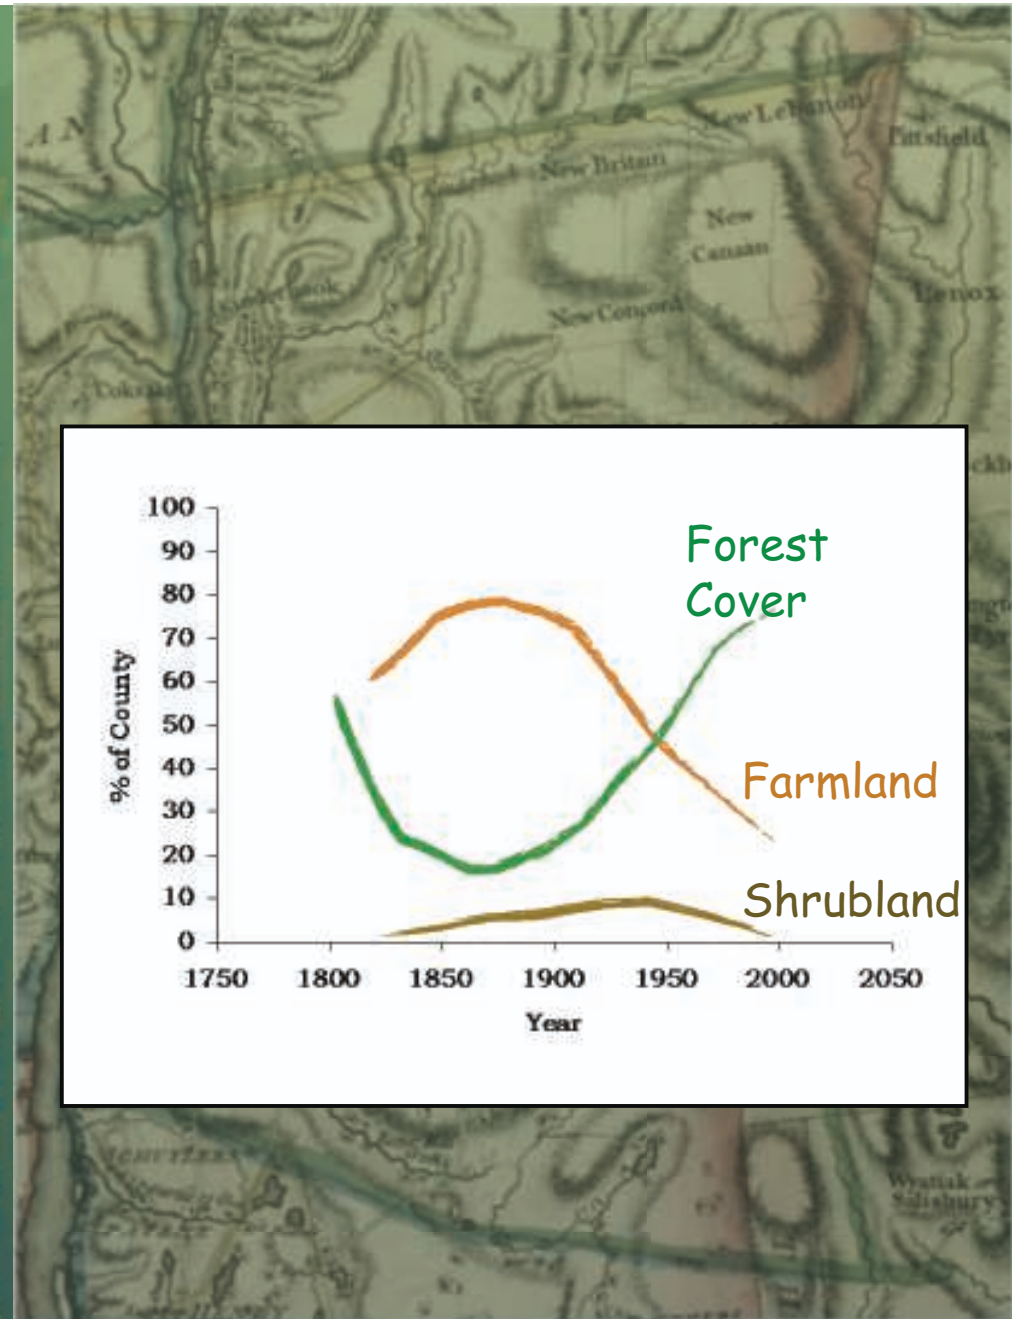 A N
New Lebanon
Pittsfield
New Britain
New
Canaan
Lenox
New Concord
100
90
80
70
60
50
40
30
20
10
0
% of County
Forest
Cover
Farmland
Shrubland
1750 1800 1850 1900 1950 2000 2050
Year
Salisbury